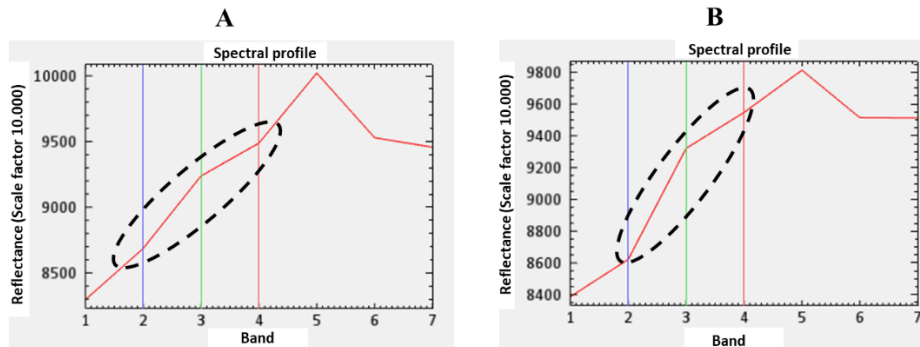 A
Spectral profile
Reflectance (Scale factor 10.000)
10000
9500
9000
8500
1 2 3 4 5 6 7
Band
B
Spectral profile
Reflectance (Scale factor 10.000)
9800
9600
9400
9200
9000
8800
8600
8400
1 2 3 4 5 6 7
Band